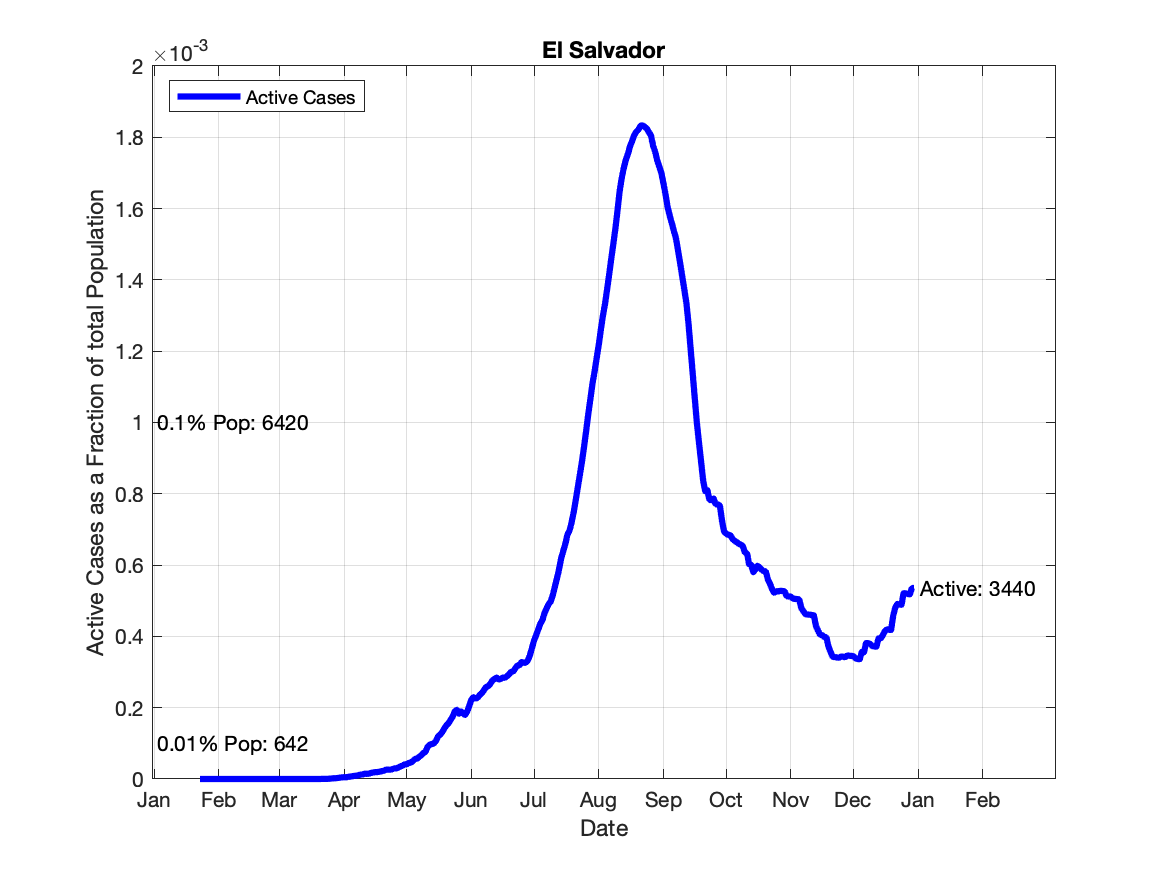 El Salvador
×10-3
Active Cases
2
1.8
1.6
1.4
1.2
1
0.8
0.6
0.4
0.2
0
0.1% Pop: 6420
0.01% Pop: 642
Active: 3440
Active Cases as a Fraction of total Population
Jan Feb Mar Apr May Jun Jul Aug Sep Oct Nov Dec Jan Feb
Date